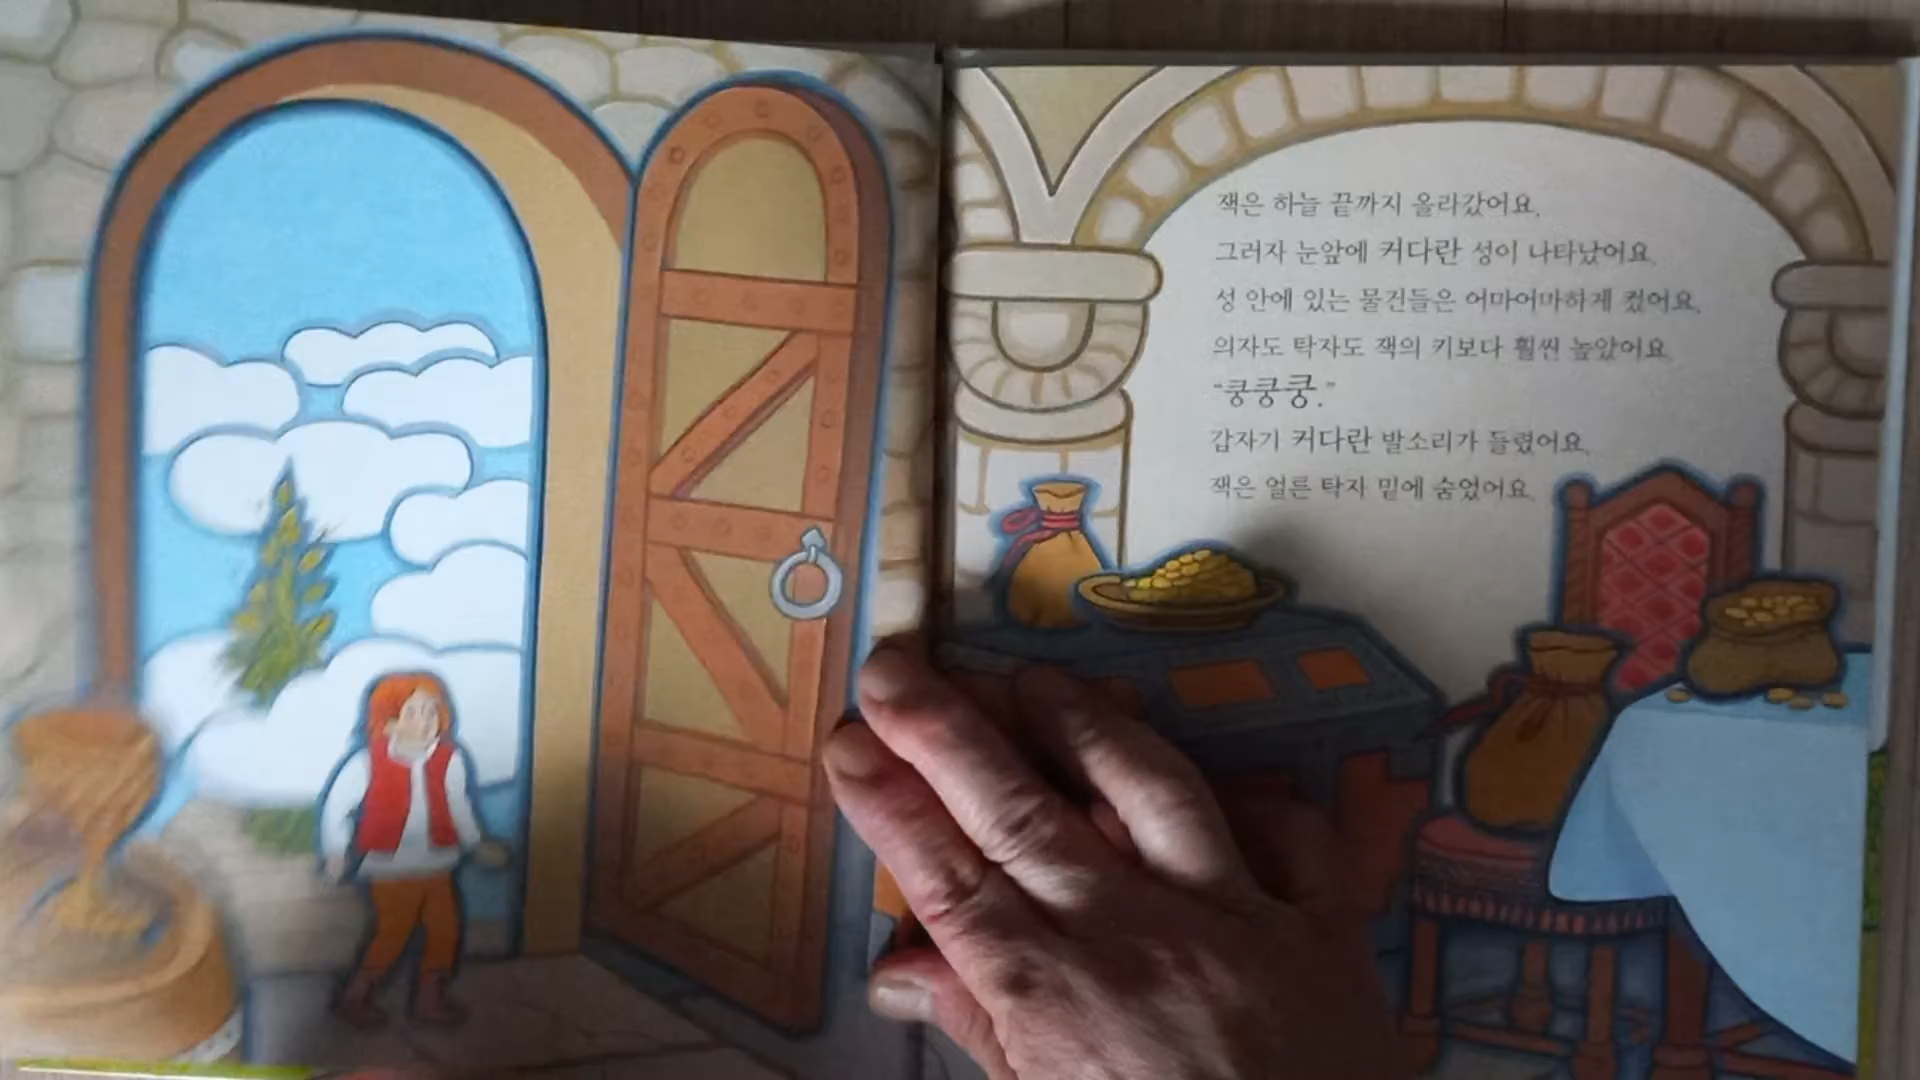 잭은 하늘 끝까지 올라갔어요.
그러자 눈앞에 커다란 성이 나타났어요.
성 안에 있는 물건들은 어마어마하게 컸어요.
의자도 탁자도 잭의 키보다 훨씬 높았어요.
"쿵쿵쿵."
갑자기 커다란 발소리가 들렸어요.
잭은 얼른 탁자 밑에 숨었어요.